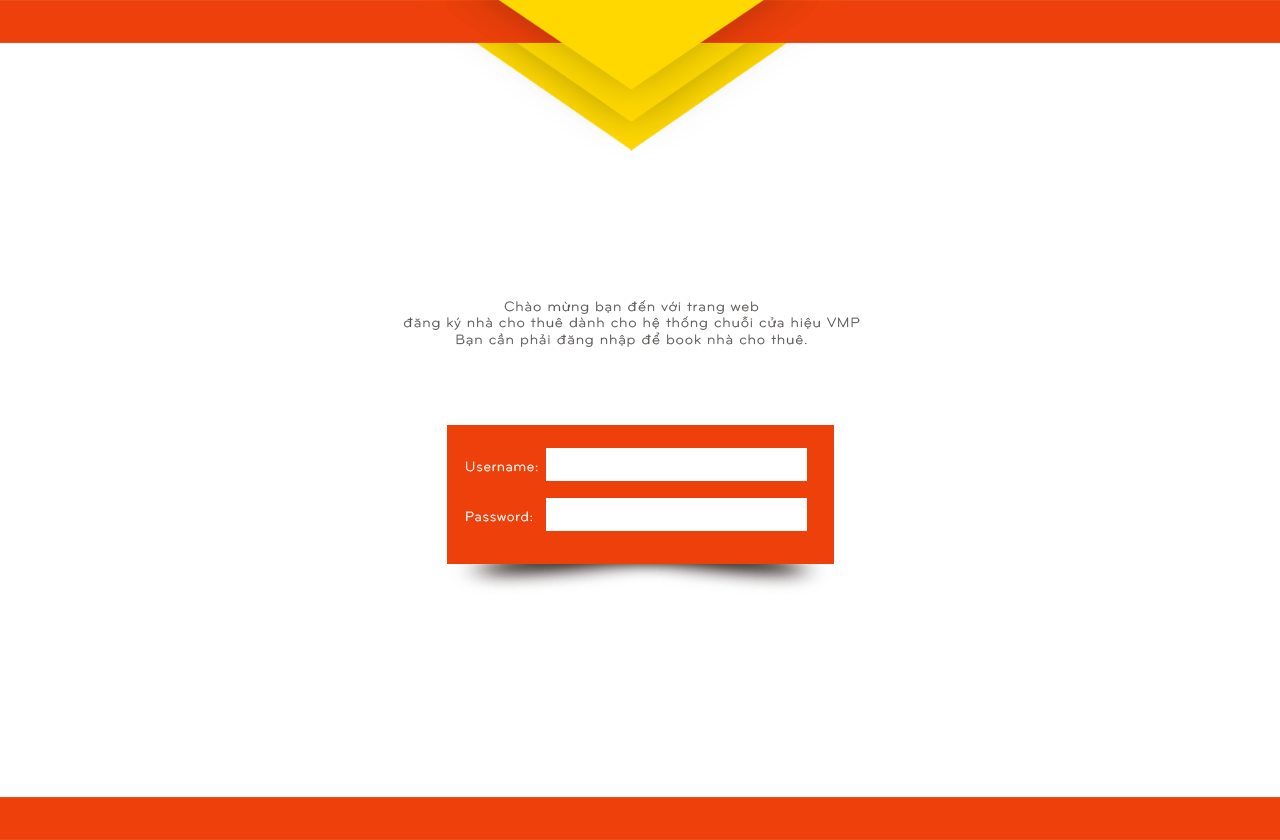 Chào mừng bạn đến với trang web
đăng ký nhà cho thuê dành cho hệ thống chuỗi cửa hiệu VMP
Bạn cần phải đăng nhập để book nhà cho thuê.
Username:
Password: